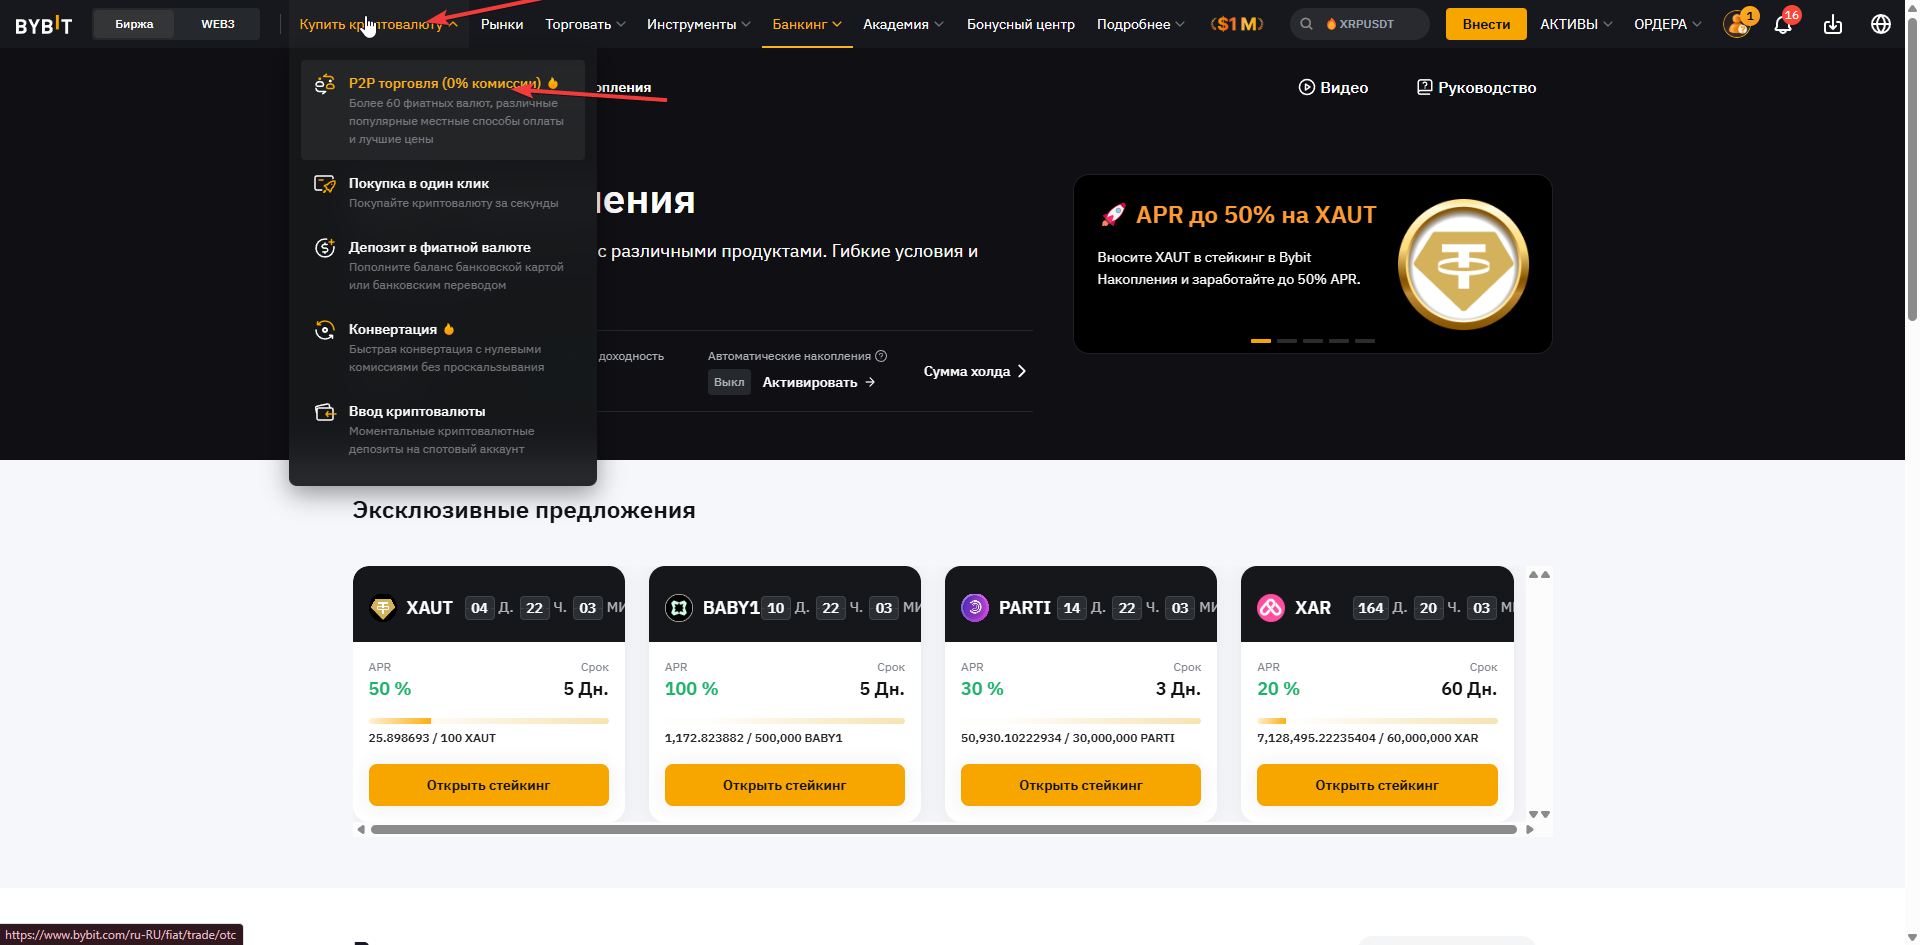 BYBIT
Биржа
WEB3
Купить криптовалюту
Рынки
Торговать
Инструменты
Банкинг
Академия
Бонусный центр
Подробнее
$1M
XRPUSDT
Внести
АКТИВЫ
ОРДЕРА
1
16
P2P торговля (0% комиссии)
Более 60 фиатных валют, различные
популярные местные способы оплаты
и лучшие цены
Покупка в один клик
Покупайте криптовалюту за секунды
Депозит в фиатной валюте
Пополните баланс банковской картой
или банковским переводом
Конвертация
Быстрая конвертация с нулевыми
комиссиями без проскальзывания
Ввод криптовалюты
Моментальные криптовалютные
депозиты на спотовый аккаунт
опления
Видео
Руководство
ления
с различными продуктами. Гибкие условия и
доходность
Автоматические накопления
Выкл
Активировать
Сумма холда
APR до 50% на XAUT
Вносите XAUT в стейкинг в Bybit
Накопления и заработайте до 50% APR.
Эксклюзивные предложения
XAUT 04 Д. 22 Ч. 03 МИ
APR
Срок
50 %
5 Дн.
25.898693 / 100 XAUT
Открыть стейкинг
BABY1 10 Д. 22 Ч. 03 МИ
APR
Срок
100 %
5 Дн.
1,172.823882 / 500,000 BABY1
Открыть стейкинг
PARTI 14 Д. 22 Ч. 03 МИ
APR
Срок
30 %
3 Дн.
50,930.10222934 / 30,000,000 PARTI
Открыть стейкинг
XAR 164 Д. 20 Ч. 03 М
APR
Срок
20 %
60 Дн.
7,128,495.22235404 / 60,000,000 XAR
Открыть стейкинг
https://www.bybit.com/ru-RU/fiat/trade/otc